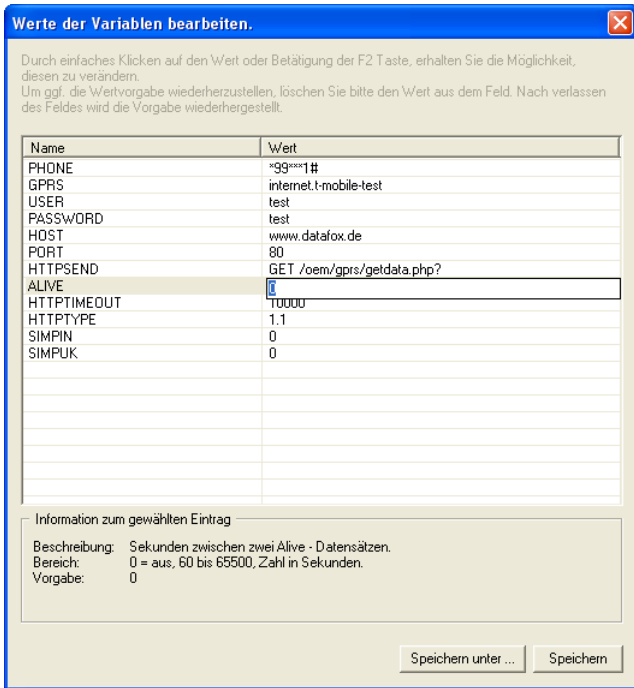 Werte der Variablen bearbeiten.
Durch einfaches Klicken auf den Wert oder Betätigung der F2 Taste, erhalten Sie die Möglichkeit,
diesen zu verändern.
Um ggf. die Wertvorgabe wiederherzustellen, löschen Sie bitte den Wert aus dem Feld. Nach verlassen
des Feldes wird die Vorgabe wiederhergestellt.
Name Wert
PHONE *99***1#
GPRS internet.t-mobile-test
USER test
PASSWORD test
HOST www.datafox.de
PORT 80
HTTPSEND GET /oem/gprs/getdata.php?
ALIVE 0
HTTPTIMEOUT 10000
HTTPTYPE 1.1
SIMPIN 0
SIMPUK 0
Information zum gewählten Eintrag
Beschreibung: Sekunden zwischen zwei Alive - Datensätzen.
Bereich: 0 = aus, 60 bis 65500, Zahl in Sekunden.
Vorgabe: 0
Speichern unter ... Speichern